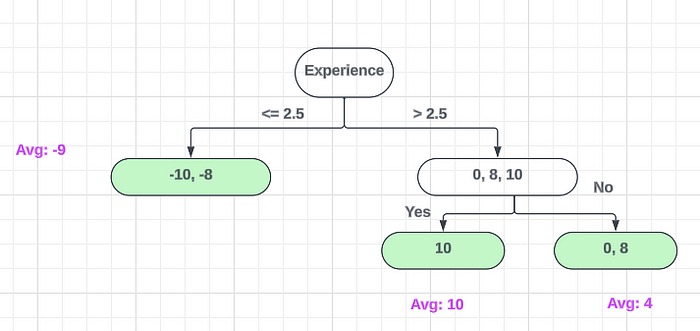 Experience
<= 2.5
> 2.5
Avg: -9
-10, -8
0, 8, 10
No
Yes
10
0, 8
Avg: 10
Avg: 4